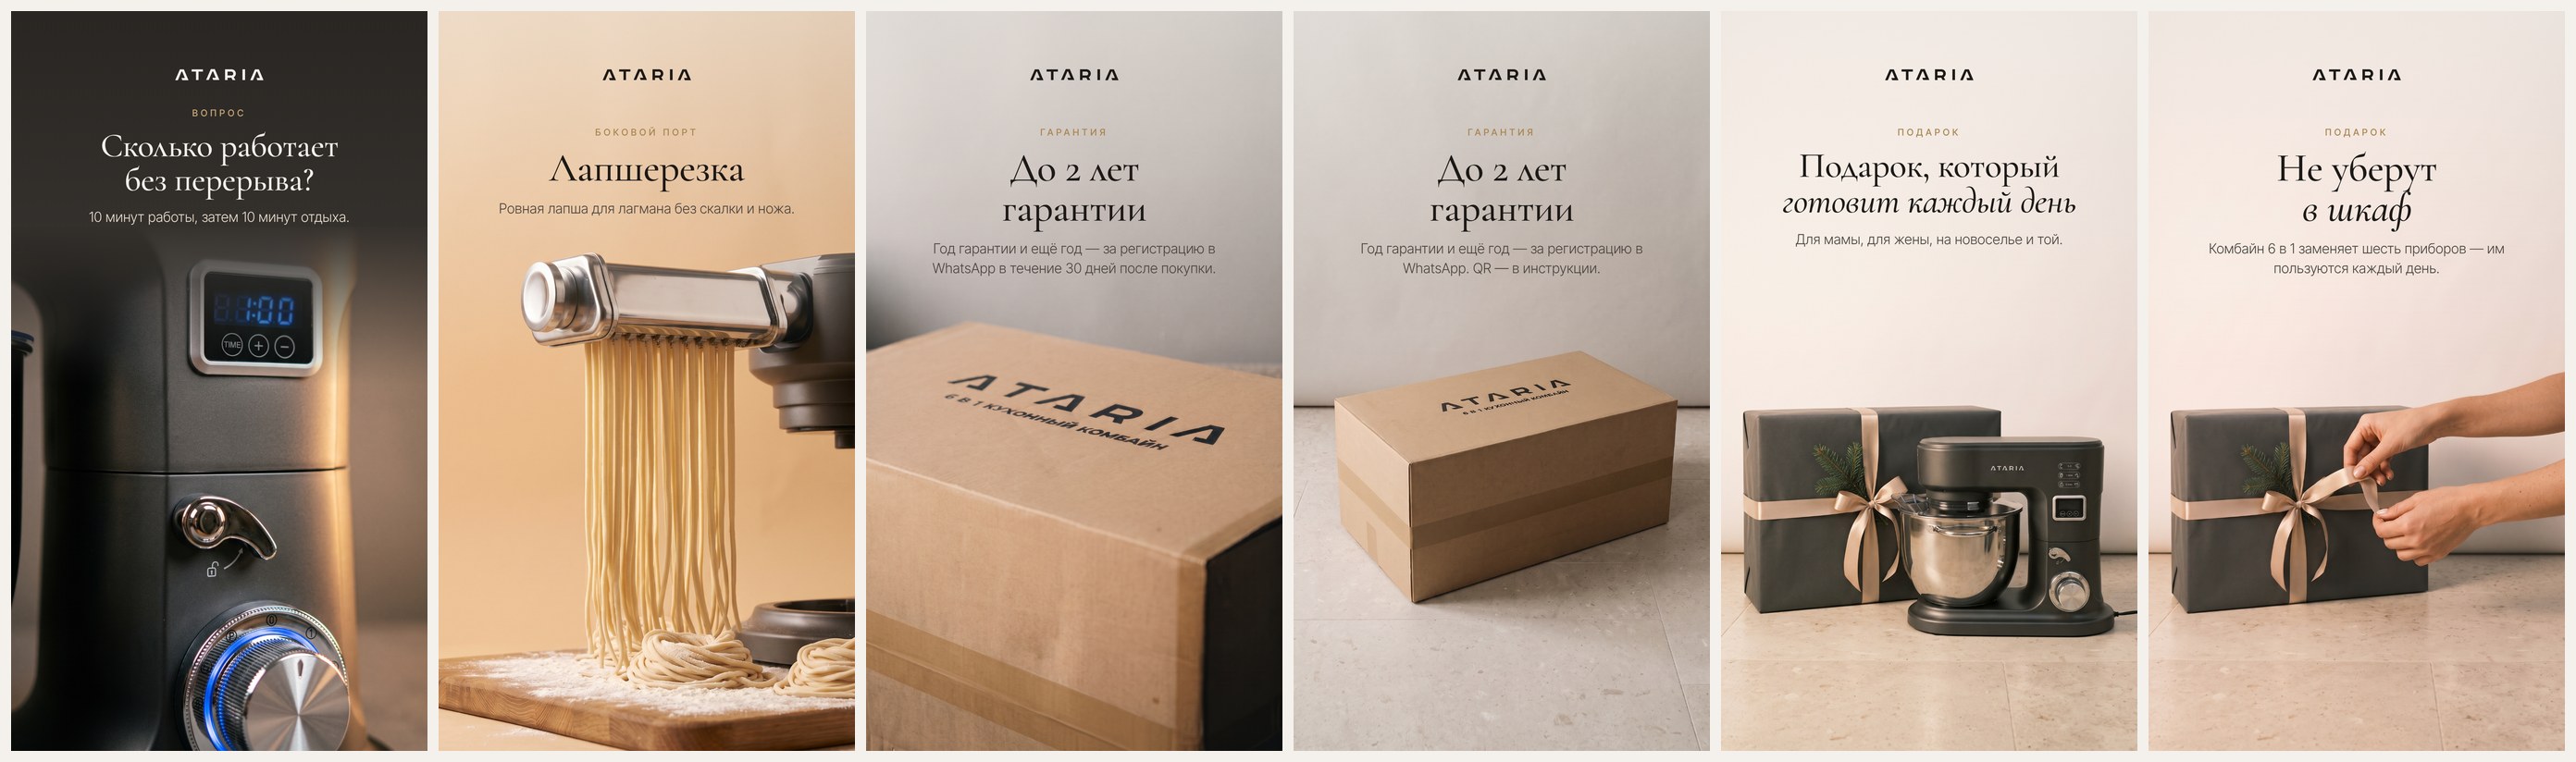 ATARIA
ВОПРОС
Сколько работает
без перерыва?
10 минут работы, затем 10 минут отдыха.
1:00
TIME + −
ATARIA
БОКОВОЙ ПОРТ
Лапшерезка
Ровная лапша для лагмана без скалки и ножа.
ATARIA
ГАРАНТИЯ
До 2 лет
гарантии
Год гарантии и ещё год — за регистрацию в
WhatsApp в течение 30 дней после покупки.
ATARIA
6 В 1 КУХОННЫЙ КОМБАЙН
ATARIA
ГАРАНТИЯ
До 2 лет
гарантии
Год гарантии и ещё год — за регистрацию в
WhatsApp. QR — в инструкции.
ATARIA
6 В 1 КУХОННЫЙ КОМБАЙН
ATARIA
ПОДАРОК
Подарок, который
готовит каждый день
Для мамы, для жены, на новоселье и той.
ATARIA
ATARIA
ПОДАРОК
Не уберут
в шкаф
Комбайн 6 в 1 заменяет шесть приборов — им
пользуются каждый день.